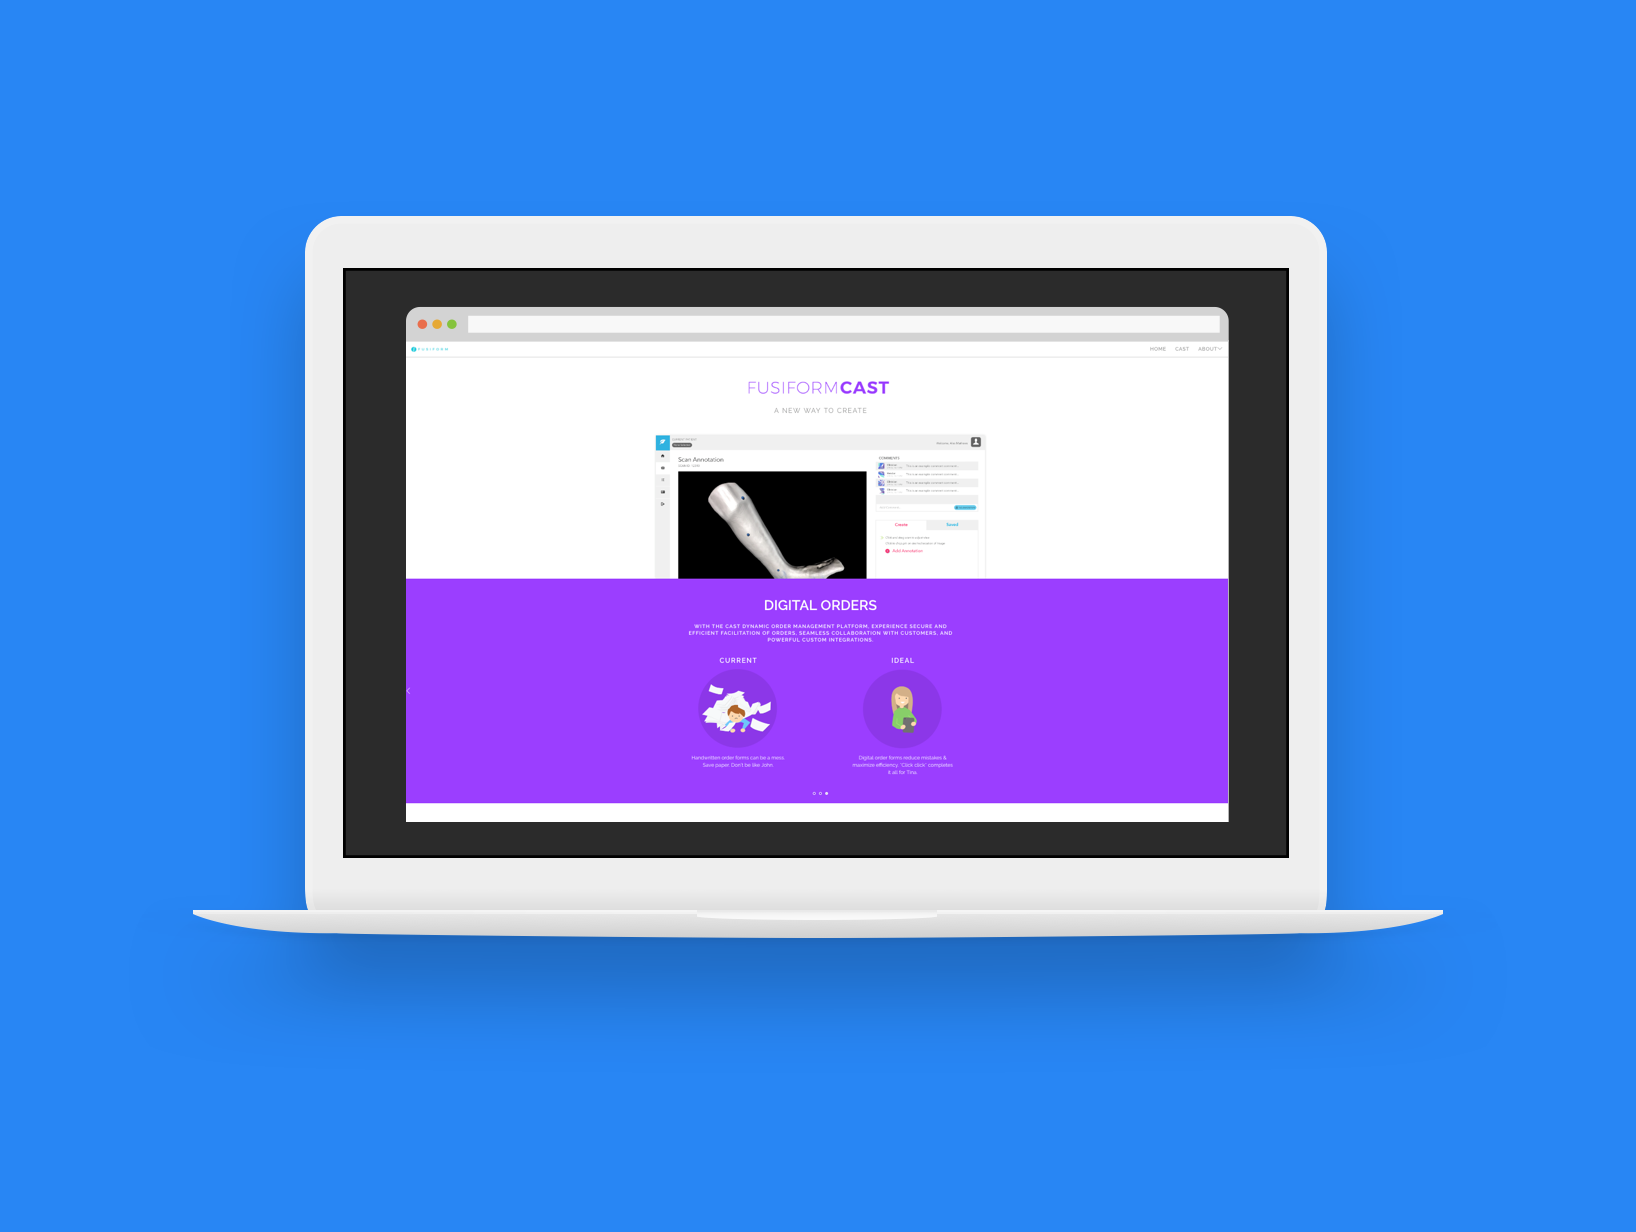 FUSIFORM
HOME CAST ABOUT
FUSIFORMCAST
A NEW WAY TO CREATE
Scan Annotation
COMMENTS
Create Saved
Add Annotation
DIGITAL ORDERS
WITH THE CAST DYNAMIC ORDER MANAGEMENT PLATFORM, EXPERIENCE SECURE AND
EFFICIENT FACILITATION OF ORDERS, SEAMLESS COLLABORATION WITH CUSTOMERS, AND
POWERFUL CUSTOM INTEGRATIONS.
CURRENT
IDEAL
Handwritten order forms can be a mess.
Save paper. Don't be like John.
Digital order forms reduce mistakes &
maximize efficiency. "Click click" completes
it all for Tina.